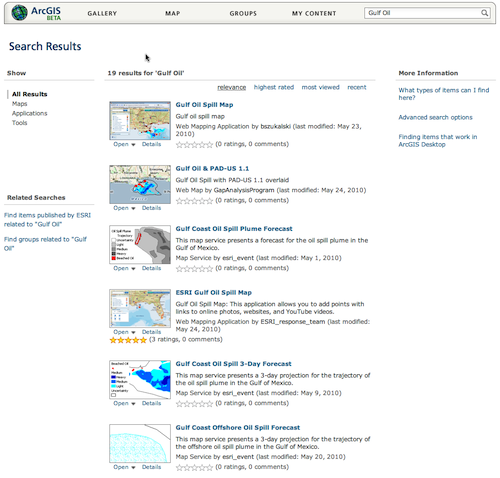 ArcGIS
BETA
GALLERY
MAP
GROUPS
MY CONTENT
Gulf Oil
Search Results
Show
All Results
Maps
Applications
Tools
Related Searches
Find items published by ESRI
related to "Gulf Oil"
Find groups related to "Gulf
Oil"
19 results for 'Gulf Oil'
relevance highest rated most viewed recent
Gulf Oil Spill Map
Gulf oil spill map
Web Mapping Application by bszukalski (last modified: May 23,
2010)
Open Details
(0 ratings, 0 comments)
Gulf Oil & PAD-US 1.1
Gulf Oil Spill with PAD-US 1.1 overlaid
Web Map by GapAnalysisProgram (last modified: May 24, 2010)
Open Details
(0 ratings, 0 comments)
Gulf Coast Oil Spill Plume Forecast
This map service presents a forecast for the oil spill plume in the
Gulf of Mexico.
Map Service by esri_event (last modified: May 1, 2010)
Open Details
(0 ratings, 0 comments)
ESRI Gulf Oil Spill Map
Gulf Oil Spill Map: This application allows you to add points with
links to online photos, websites, and YouTube videos.
Web Mapping Application by ESRI_response_team (last modified:
May 24, 2010)
Open Details
(3 ratings, 0 comments)
Gulf Coast Oil Spill 3-Day Forecast
This map service presents a 3-day projection for the trajectory of
the oil spill plume in the Gulf of Mexico.
Map Service by esri_event (last modified: May 9, 2010)
Open Details
(0 ratings, 0 comments)
Gulf Coast Offshore Oil Spill Forecast
This map service presents a 3-day projection for the trajectory of
the offshore oil spill plume in the Gulf of Mexico.
Map Service by esri_event (last modified: May 20, 2010)
Open Details
(0 ratings, 0 comments)
More Information
What types of items can I find
here?
Advanced search options
Finding items that work in
ArcGIS Desktop